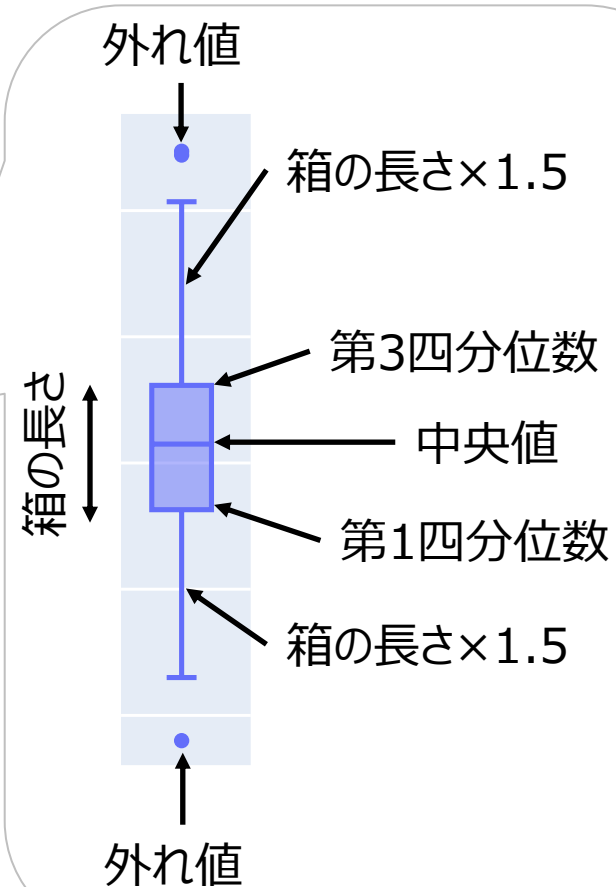 外れ値
箱の長さ×1.5
第3四分位数
箱の長さ
中央値
第1四分位数
箱の長さ×1.5
外れ値